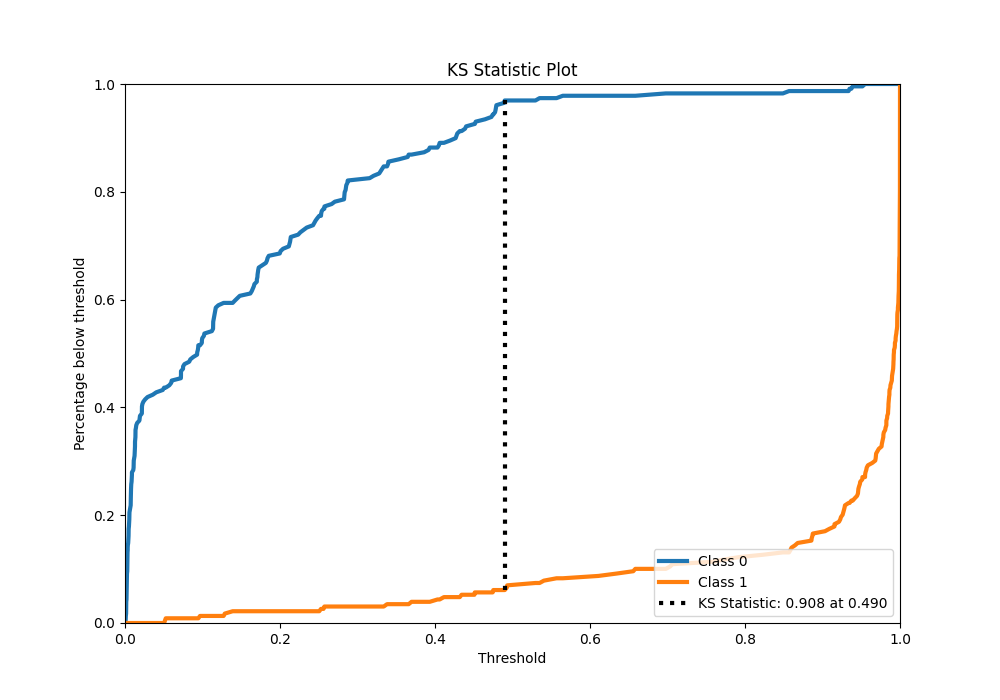 KS Statistic Plot
1.0
0.8
0.6
0.4
0.2
0.0
Percentage below threshold
0.0 0.2 0.4 0.6 0.8 1.0
Threshold
Class 0
Class 1
KS Statistic: 0.908 at 0.490